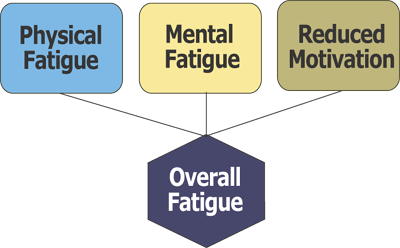 Physical
Fatigue
Mental
Fatigue
Reduced
Motivation
Overall
Fatigue